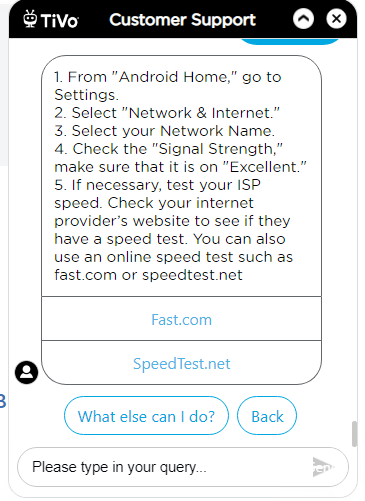 TiVo Customer Support
1. From "Android Home," go to
Settings.
2. Select "Network & Internet."
3. Select your Network Name.
4. Check the "Signal Strength,"
make sure that it is on "Excellent."
5. If necessary, test your ISP
speed. Check your internet
provider’s website to see if they
have a speed test. You can also
use an online speed test such as
fast.com or speedtest.net
Fast.com
SpeedTest.net
What else can I do? Back
Please type in your query...